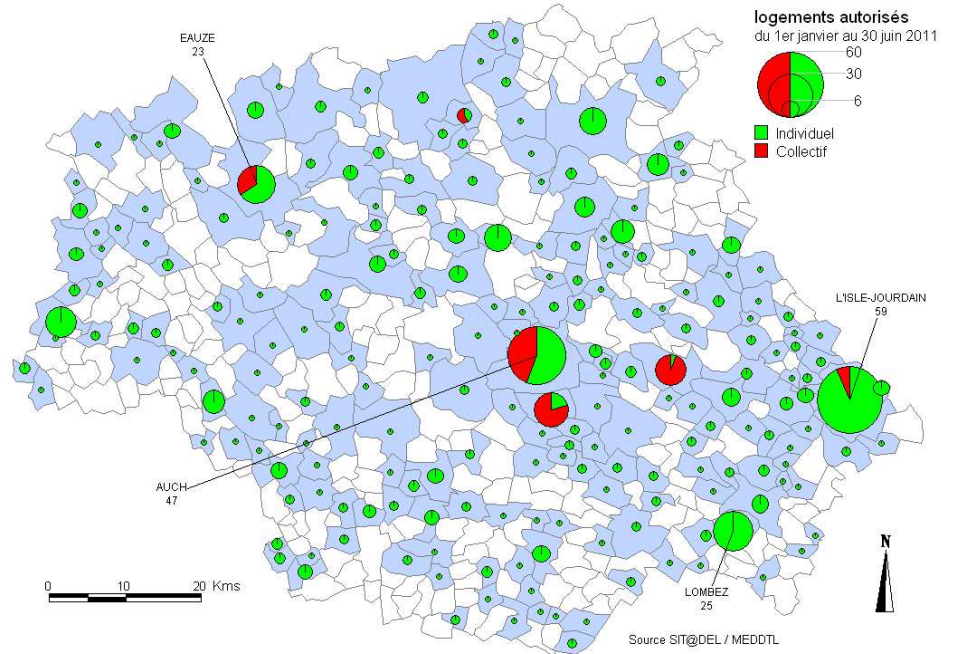 logements autorisés
du 1er janvier au 30 juin 2011
60
30
6
Individuel
Collectif
EAUZE
23
L'ISLE-JOURDAIN
59
AUCH
47
LOMBEZ
25
N
0 10 20 Kms
Source SIT@DEL / MEDDTL